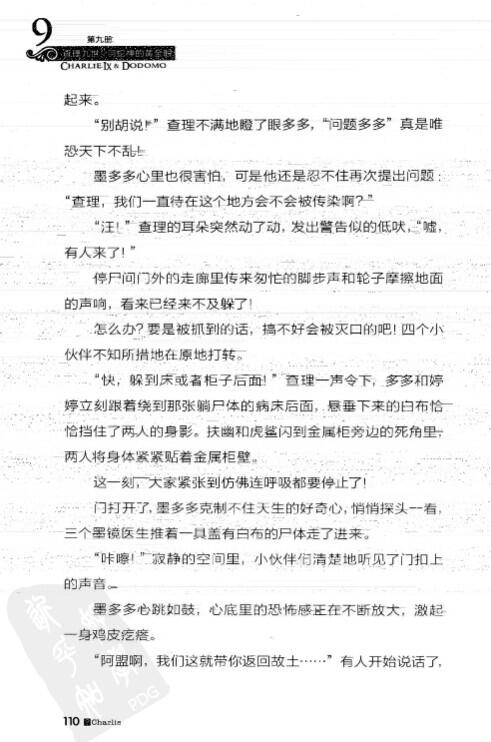 9
第九册
查理九世·羽蛇神的黄金眼
CHARLIE IX & DODOMO
起来。
“别胡说！”查理不满地瞪了眼多多，“问题多多”真是唯
恐天下不乱！
墨多多心里也很害怕，可是他还是忍不住再次提出问题：
“查理，我们一直待在这个地方会不会被传染啊？”
“汪！”查理的耳朵突然动了动，发出警告似的低吠，“嘘，
有人来了！”
停尸间门外的走廊里传来匆忙的脚步声和轮子摩擦地面
的声响，看来已经来不及躲了！
怎么办？要是被抓到的话，搞不好会被灭口的吧！四个小
伙伴不知所措地在原地打转。
“快，躲到床或者柜子后面！”查理一声令下，多多和婷
婷立刻跟着绕到那张躺尸体的病床后面，悬垂下来的白布恰
恰挡住了两人的身影。扶幽和虎鲨闪到金属柜旁边的死角里，
两人将身体紧紧贴着金属柜壁。
这一刻，大家紧张到仿佛连呼吸都要停止了！
门打开了，墨多多克制不住天生的好奇心，悄悄探头一看，
三个墨镜医生推着一具盖有白布的尸体走了进来。
“咔嚓！”寂静的空间里，小伙伴们清楚地听见了门扣上
的声音。
墨多多心跳如鼓，心底里的恐怖感正在不断放大，激起
一身鸡皮疙瘩。
“阿盟啊，我们这就带你返回故土……”有人开始说话了，
PDG
110 Charlie